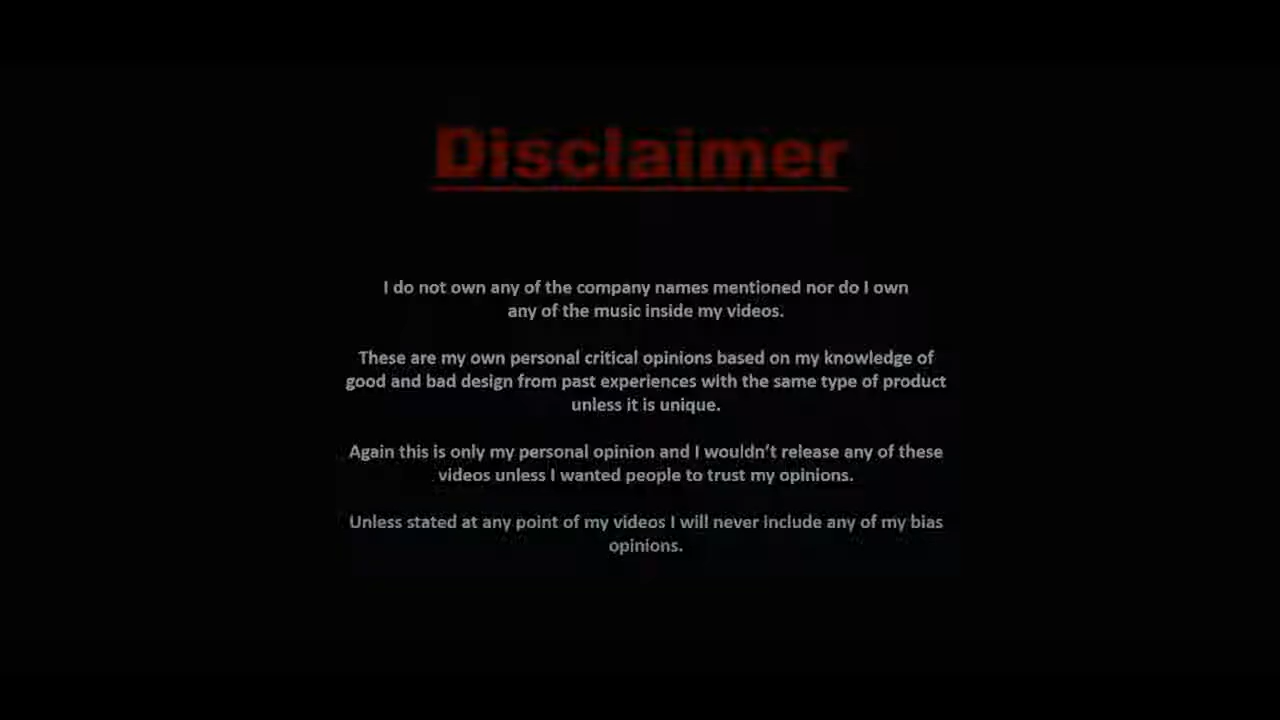 Disclaimer
I do not own any of the company names mentioned nor do I own
any of the music inside my videos.
These are my own personal critical opinions based on my knowledge of
good and bad design from past experiences with the same type of product
unless it is unique.
Again this is only my personal opinion and I wouldn't release any of these
videos unless I wanted people to trust my opinions.
Unless stated at any point of my videos I will never include any of my bias
opinions.